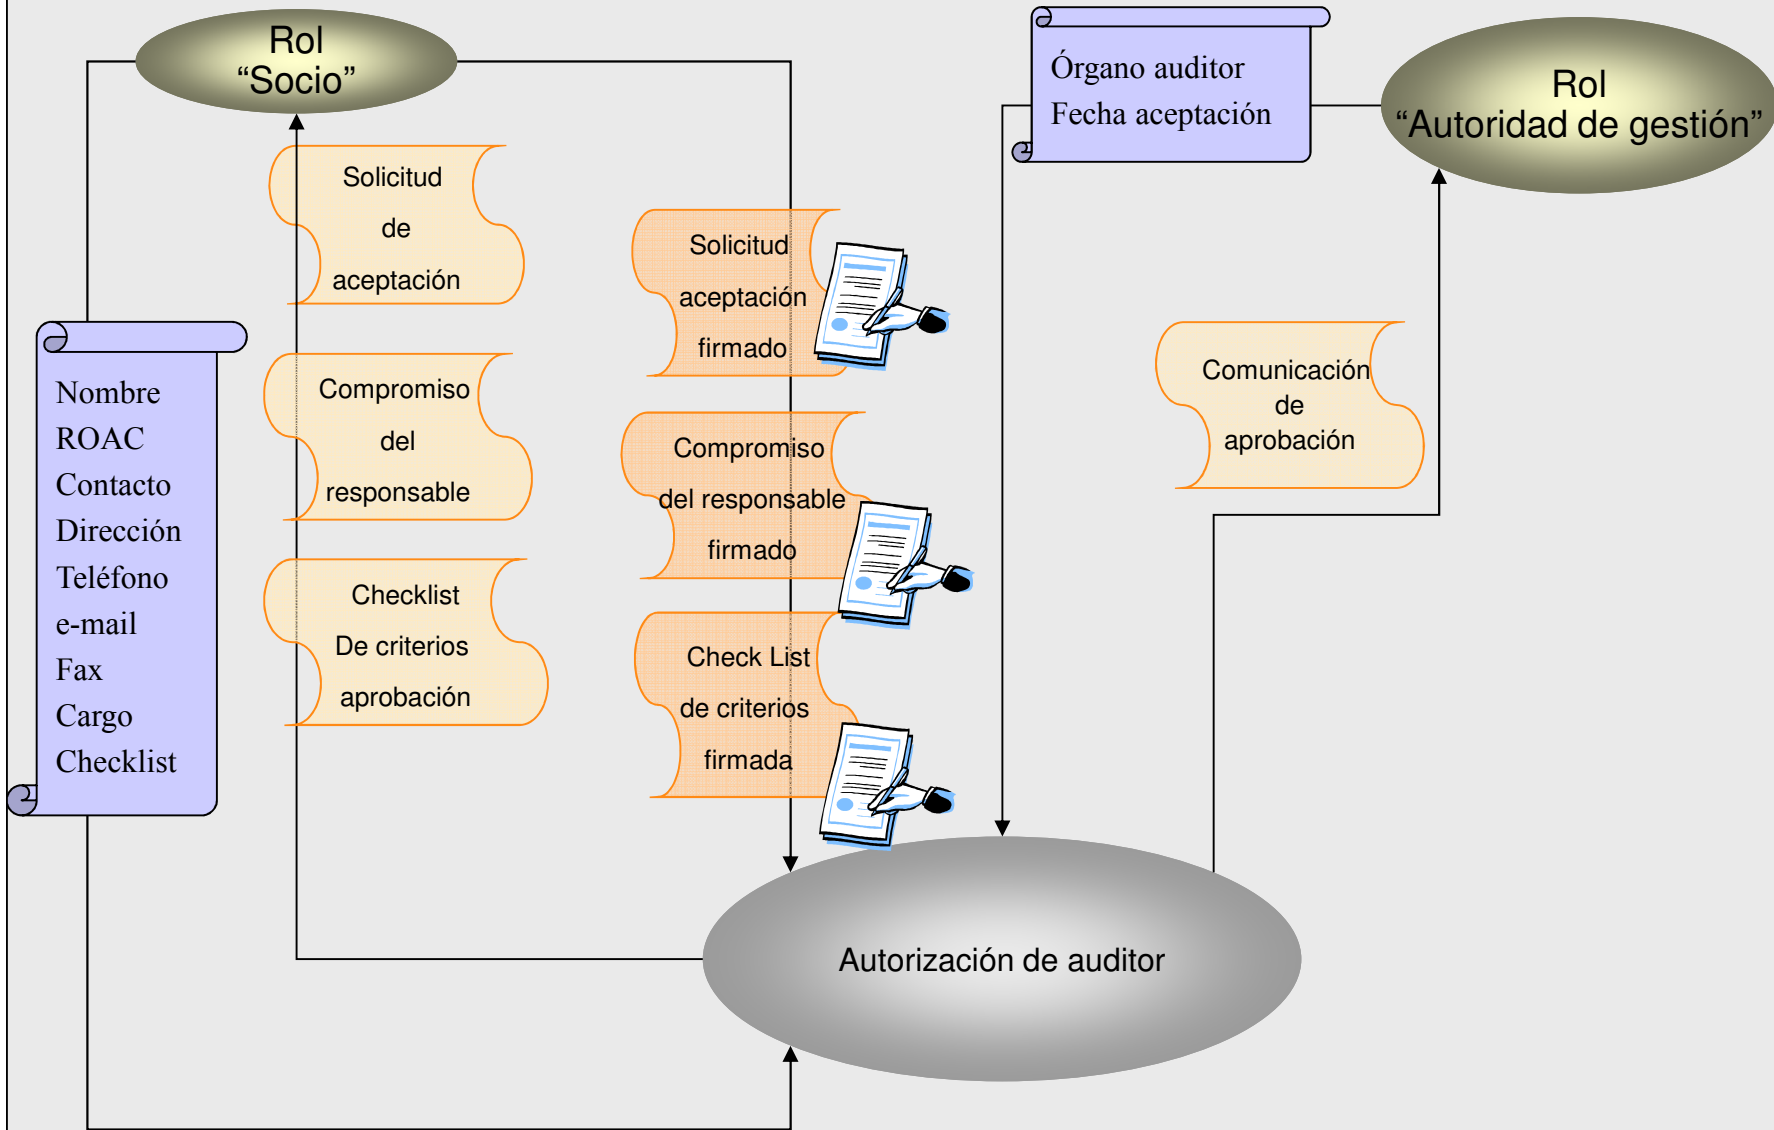 Rol
“Socio”
Órgano auditor
Fecha aceptación
Rol
“Autoridad de gestión”
Solicitud
de
aceptación
Solicitud
aceptación
firmado
Nombre
ROAC
Contacto
Dirección
Teléfono
e-mail
Fax
Cargo
Checklist
Compromiso
del
responsable
Compromiso
del responsable
firmado
Comunicación
de
aprobación
Checklist
De criterios
aprobación
Check List
de criterios
firmada
Autorización de auditor